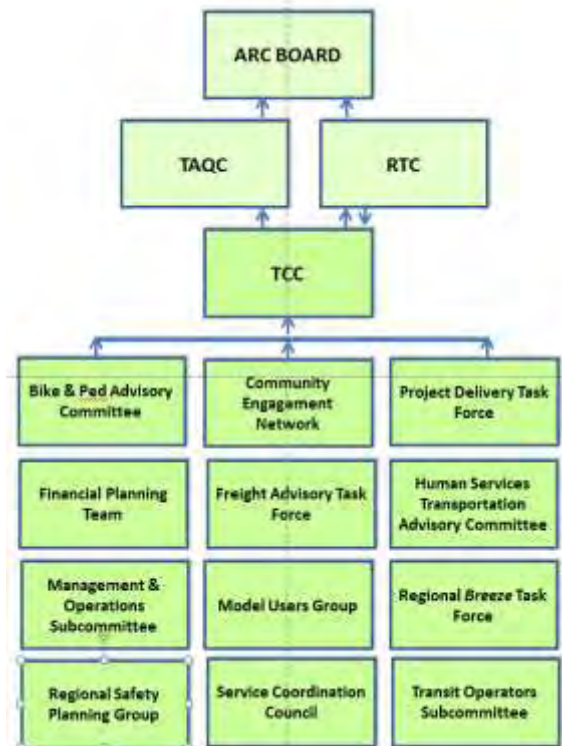 ARC BOARD
TAQC
RTC
TCC
Bike & Ped Advisory
Committee
Community
Engagement
Network
Project Delivery Task
Force
Financial Planning
Team
Freight Advisory Task
Force
Human Services
Transportation
Advisory Committee
Management &
Operations
Subcommittee
Model Users Group
Regional Breeze Task
Force
Regional Safety
Planning Group
Service Coordination
Council
Transit Operators
Subcommittee